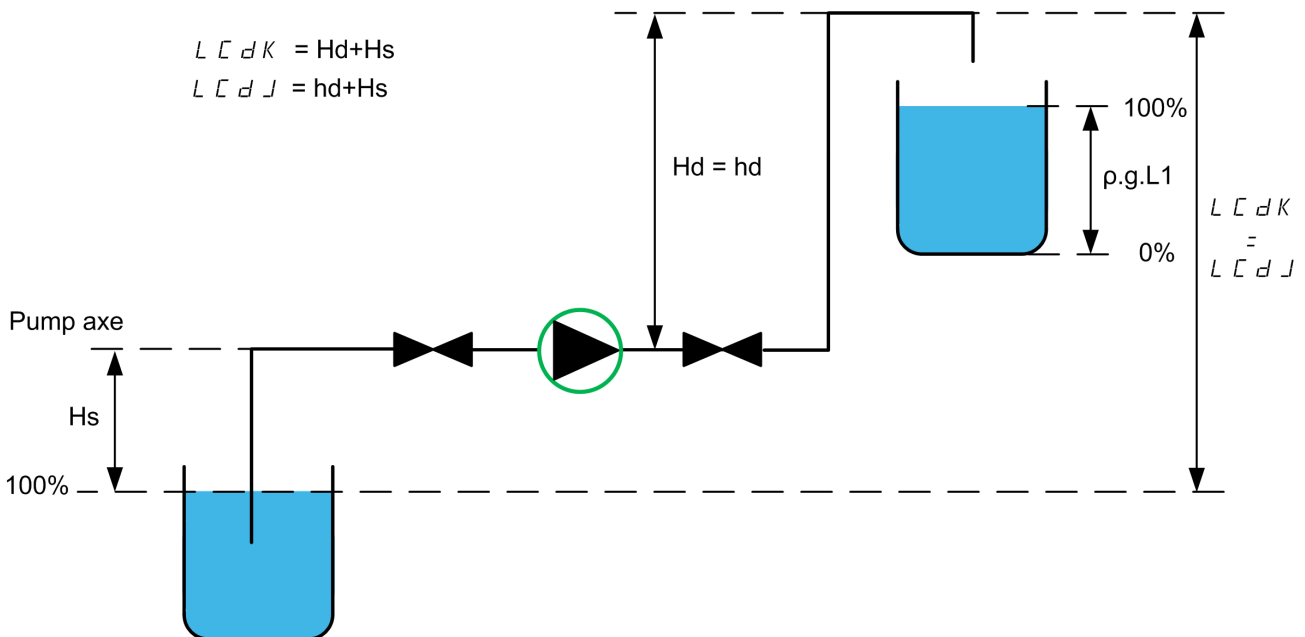 LCdK = Hd+Hs
LCdJ = hd+Hs
100%
Hd = hd
ρ.g.L1
LCdK
=
LCdJ
0%
Pump axe
Hs
100%